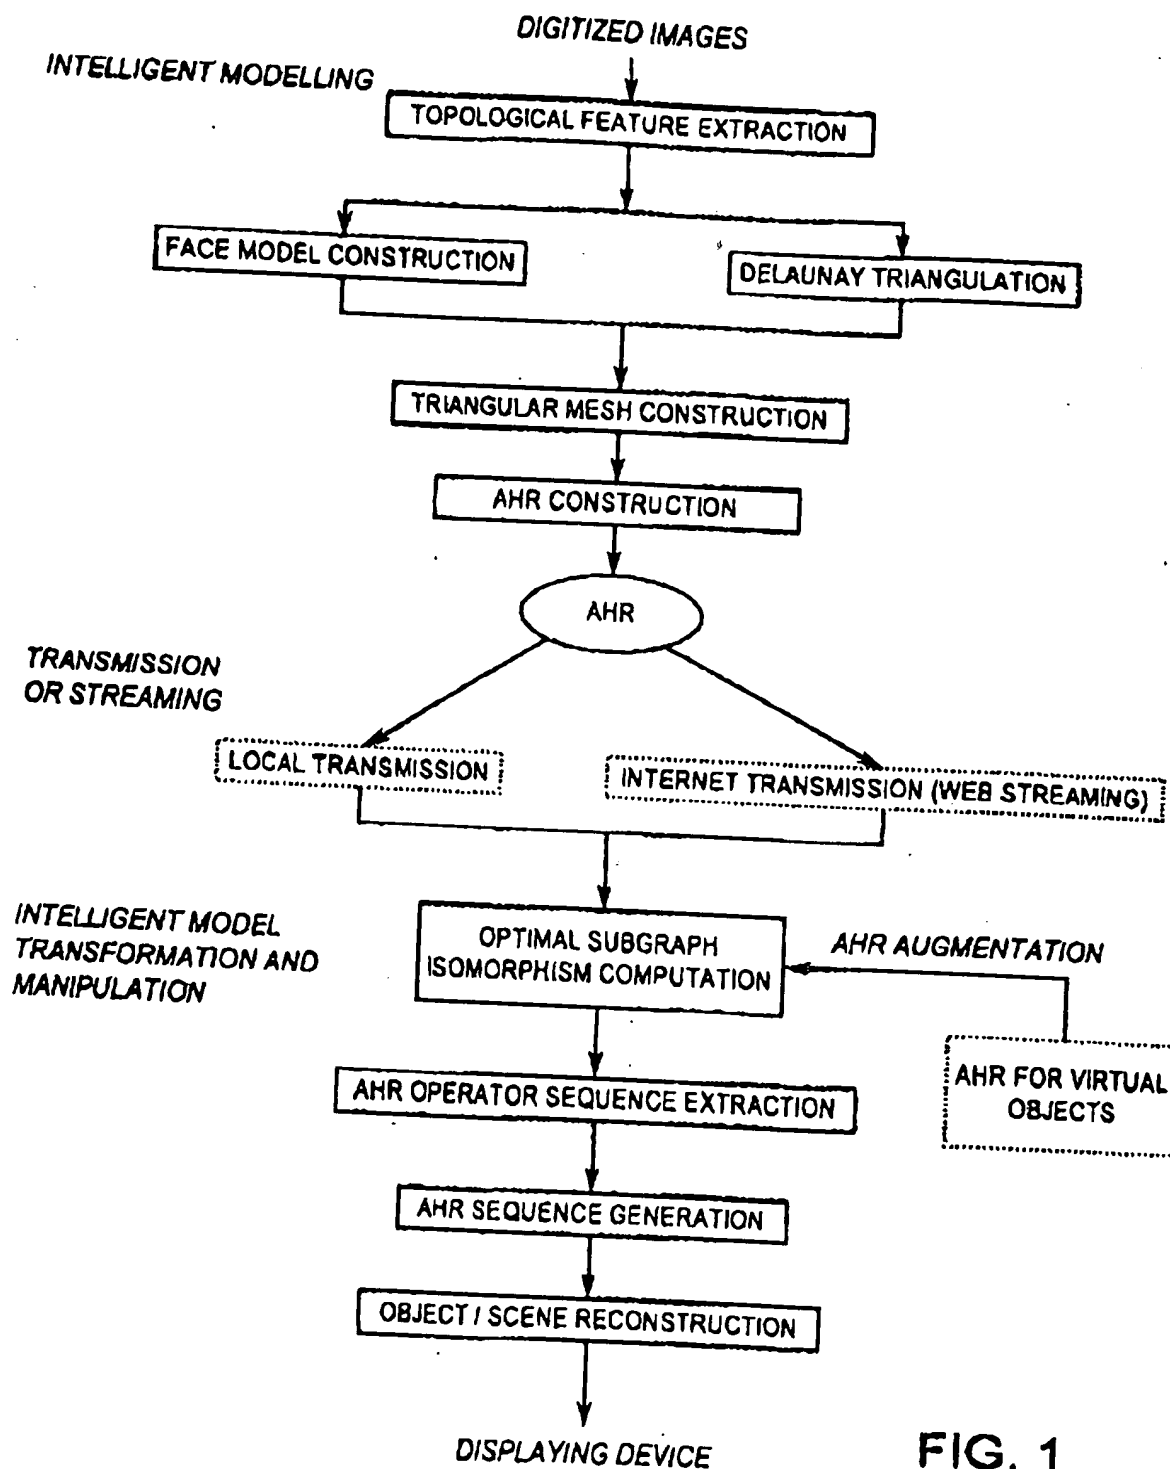 DIGITIZED IMAGES
INTELLIGENT MODELLING
TOPOLOGICAL FEATURE EXTRACTION
FACE MODEL CONSTRUCTION
DELAUNAY TRIANGULATION
TRIANGULAR MESH CONSTRUCTION
AHR CONSTRUCTION
AHR
TRANSMISSION
OR STREAMING
LOCAL TRANSMISSION
INTERNET TRANSMISSION (WEB STREAMING)
INTELLIGENT MODEL
TRANSFORMATION AND
MANIPULATION
OPTIMAL SUBGRAPH
ISOMORPHISM COMPUTATION
AHR AUGMENTATION
AHR FOR VIRTUAL
OBJECTS
AHR OPERATOR SEQUENCE EXTRACTION
AHR SEQUENCE GENERATION
OBJECT / SCENE RECONSTRUCTION
DISPLAYING DEVICE
FIG. 1